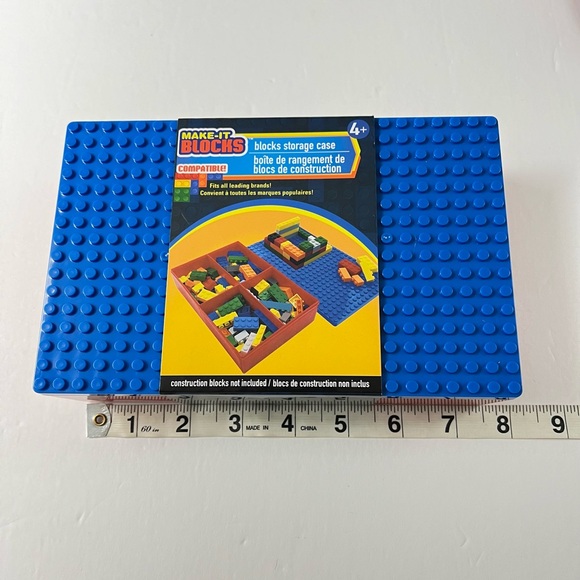 MAKE-IT
BLOCKS
4+
blocks storage case
boîte de rangement de
blocs de construction
COMPATIBLE!
Fits all leading brands!
Convient à toutes les marques populaires!
construction blocks not included / blocs de construction non inclus
1 60 in 2 3 MADE IN 4 CHINA 5 6 7 8 9